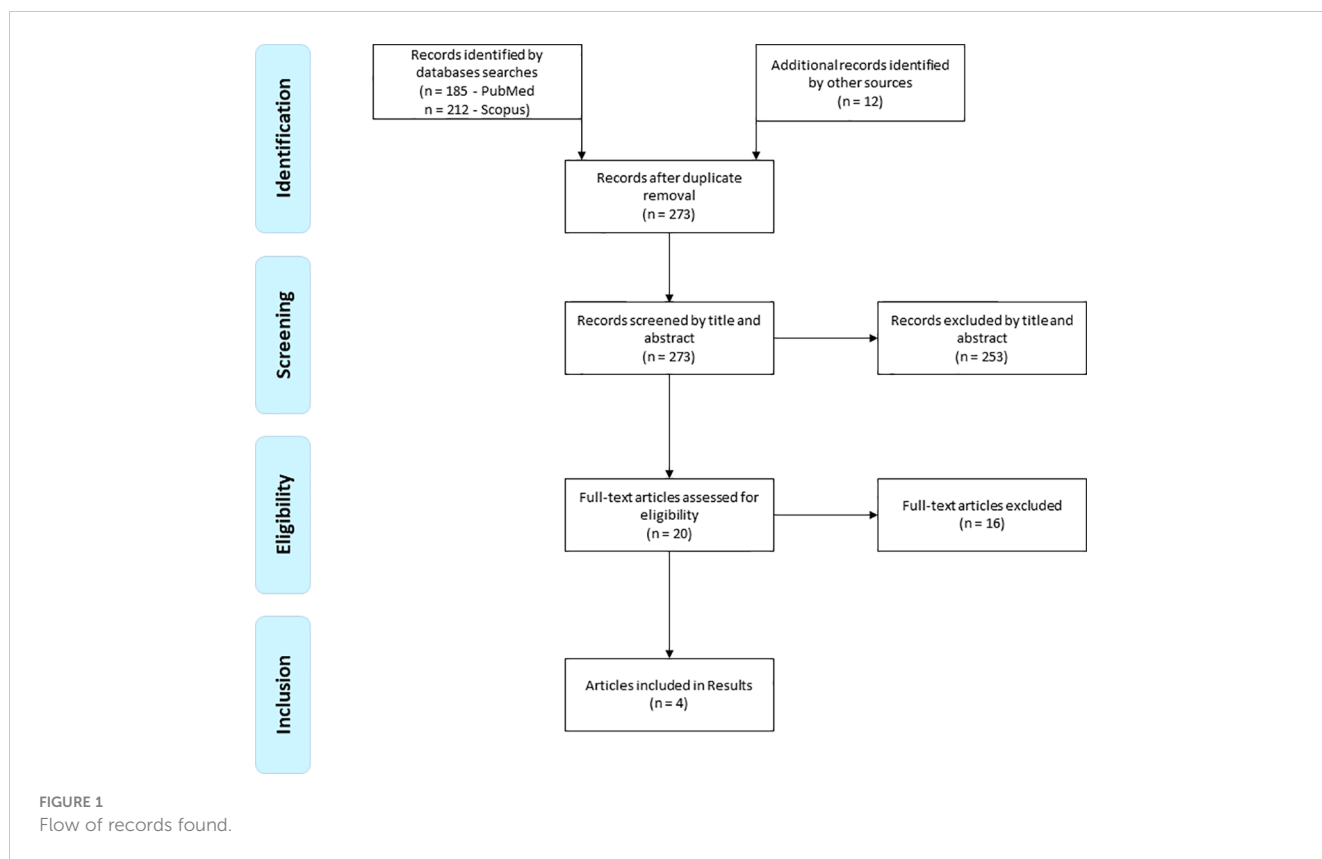 Identification
Records identified by
databases searches
(n = 185 - PubMed
n = 212 - Scopus)
Additional records identified
by other sources
(n = 12)
Records after duplicate
removal
(n = 273)
Screening
Records screened by title and
abstract
(n = 273)
Records excluded by title and
abstract
(n = 253)
Eligibility
Full-text articles assessed for
eligibility
(n = 20)
Full-text articles excluded
(n = 16)
Inclusion
Articles included in Results
(n = 4)
FIGURE 1
Flow of records found.